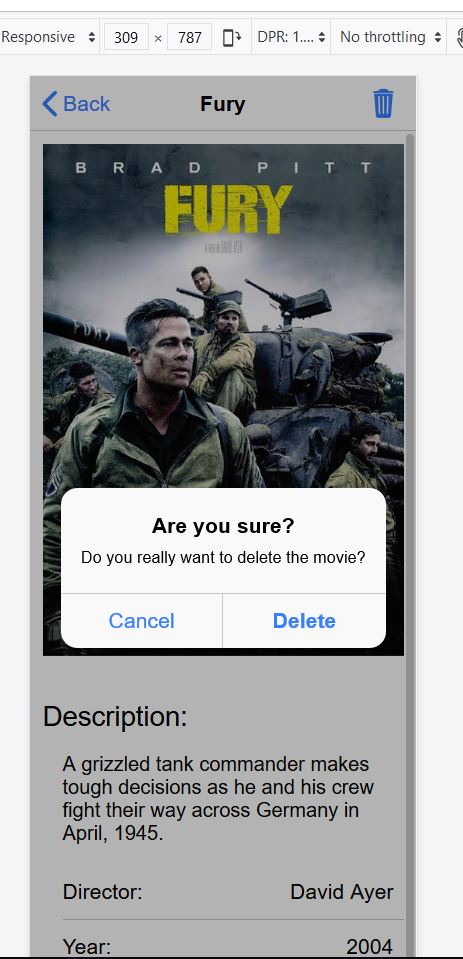 Responsive 309 × 787 DPR: 1.... No throttling
Back Fury
BRAD PITT
FURY
A FILM BY DAVID AYER
Are you sure?
Do you really want to delete the movie?
Cancel Delete
Description:
A grizzled tank commander makes
tough decisions as he and his crew
fight their way across Germany in
April, 1945.
Director: David Ayer
Year: 2004